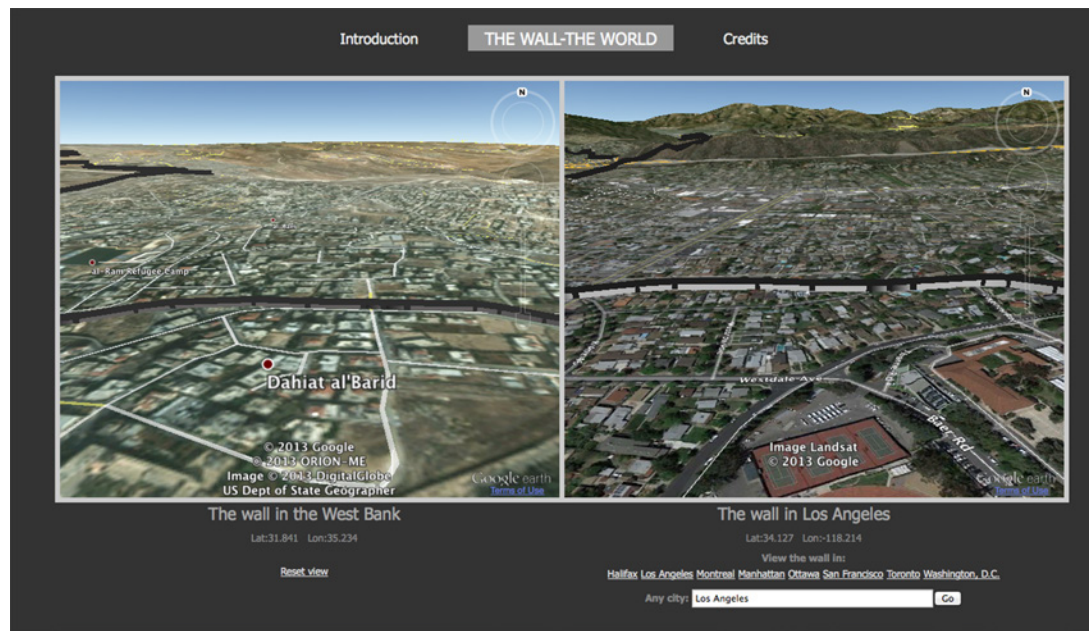 Introduction
THE WALL-THE WORLD
Credits
N
al-Ram Refugee Camp
Dahiat al'Barid
© 2013 Google
© 2013 ORION-ME
Image © 2013 DigitalGlobe
US Dept of State Geographer
Google earth
Terms of Use
N
Westdale Ave
Baer Rd
Image Landsat
© 2013 Google
Google earth
Terms of Use
The wall in the West Bank
Lat:31.841 Lon:35.234
Reset view
The wall in Los Angeles
Lat:34.127 Lon:-118.214
View the wall in:
Halifax Los Angeles Montreal Manhattan Ottawa San Francisco Toronto Washington, D.C.
Any city: Los Angeles Go